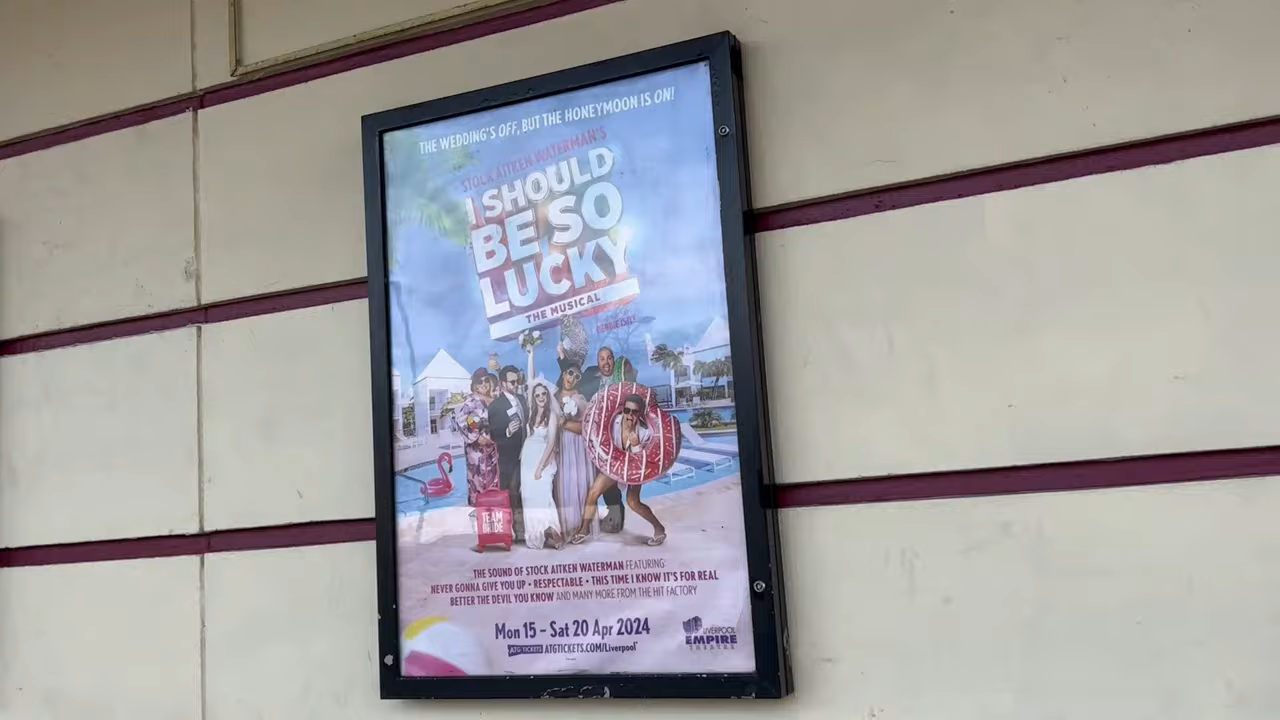 THE WEDDING'S OFF, BUT THE HONEYMOON IS ON!
STOCK AITKEN WATERMAN'S
I SHOULD
BE SO
LUCKY
THE MUSICAL
TEAM
BRIDE
THE SOUND OF STOCK AITKEN WATERMAN FEATURING:
NEVER GONNA GIVE YOU UP • RESPECTABLE • THIS TIME I KNOW IT'S FOR REAL
BETTER THE DEVIL YOU KNOW AND MANY MORE FROM THE HIT FACTORY
Mon 15 – Sat 20 Apr 2024
ATG TICKETS ATGTICKETS.COM/Liverpool*
LIVERPOOL
EMPIRE
THEATRE